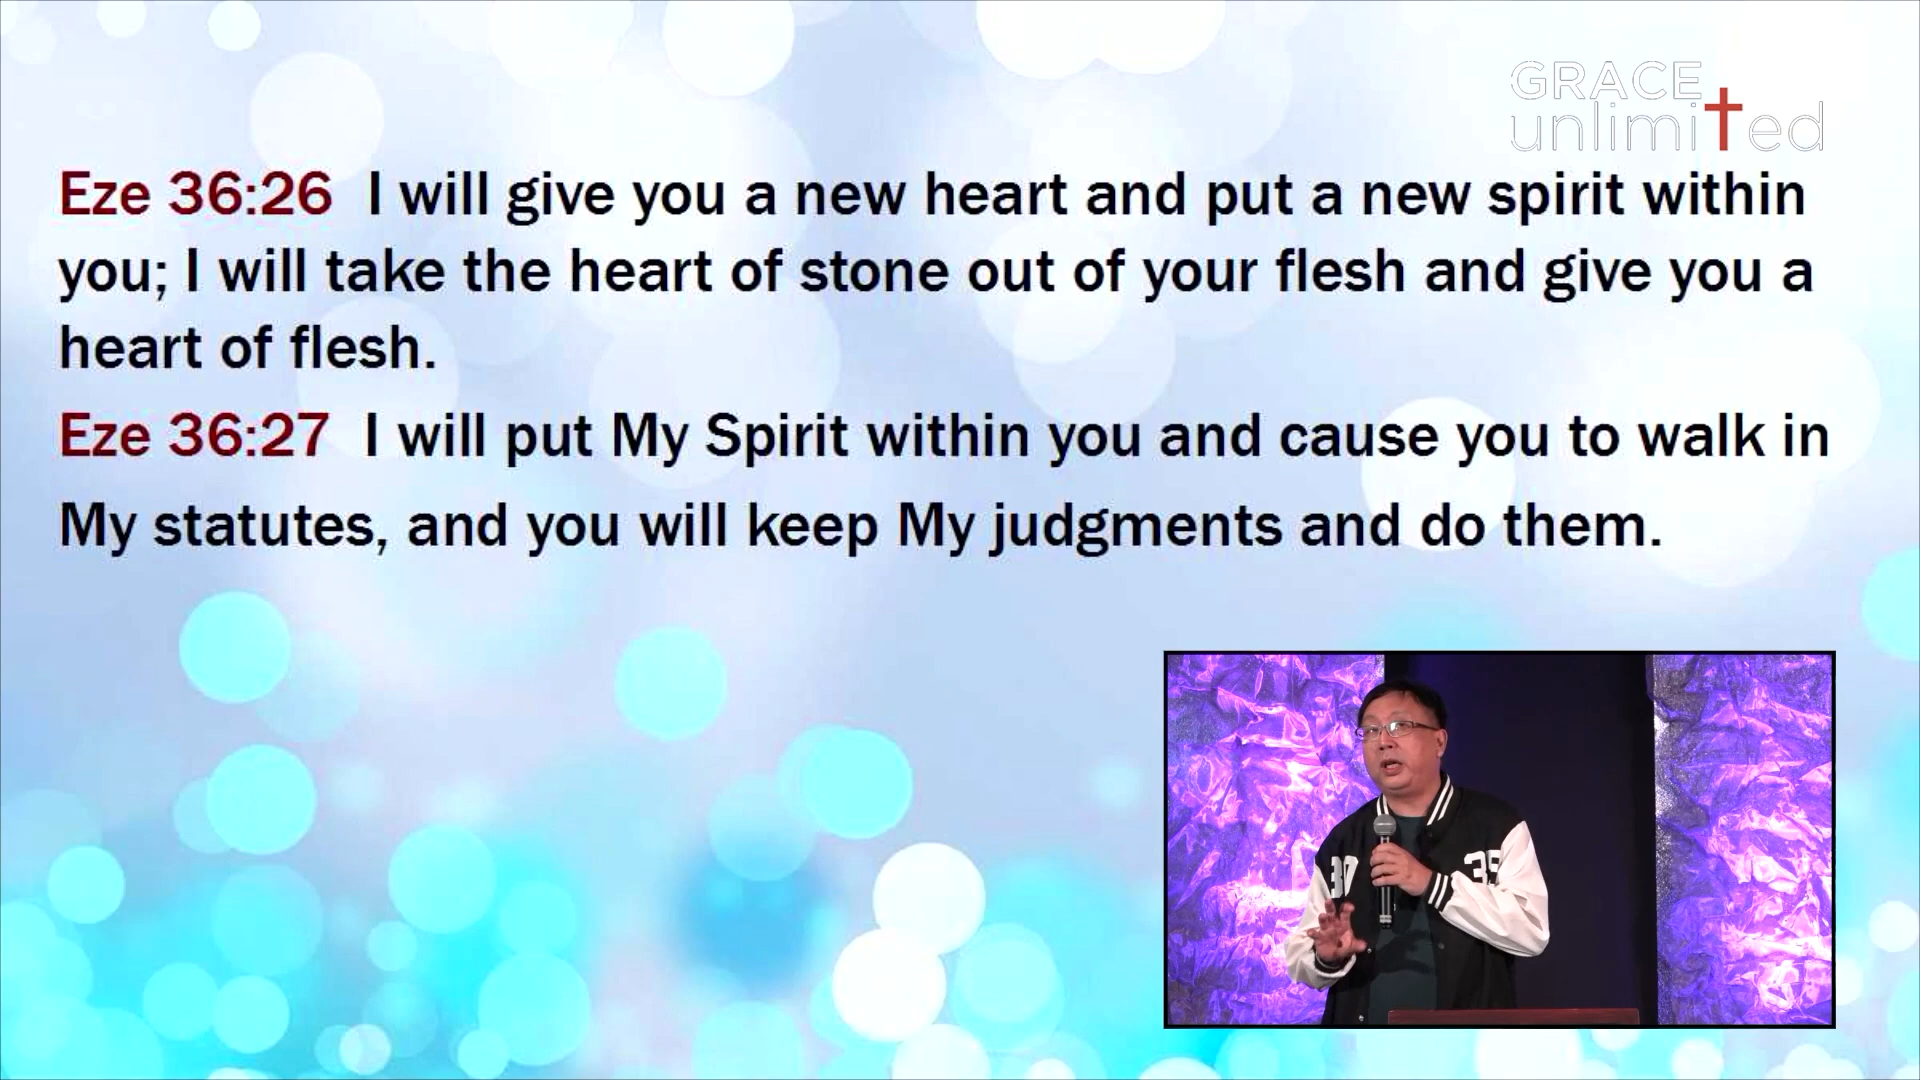 GRACE
unlimited
Eze 36:26 I will give you a new heart and put a new spirit within
you; I will take the heart of stone out of your flesh and give you a
heart of flesh.
Eze 36:27 I will put My Spirit within you and cause you to walk in
My statutes, and you will keep My judgments and do them.